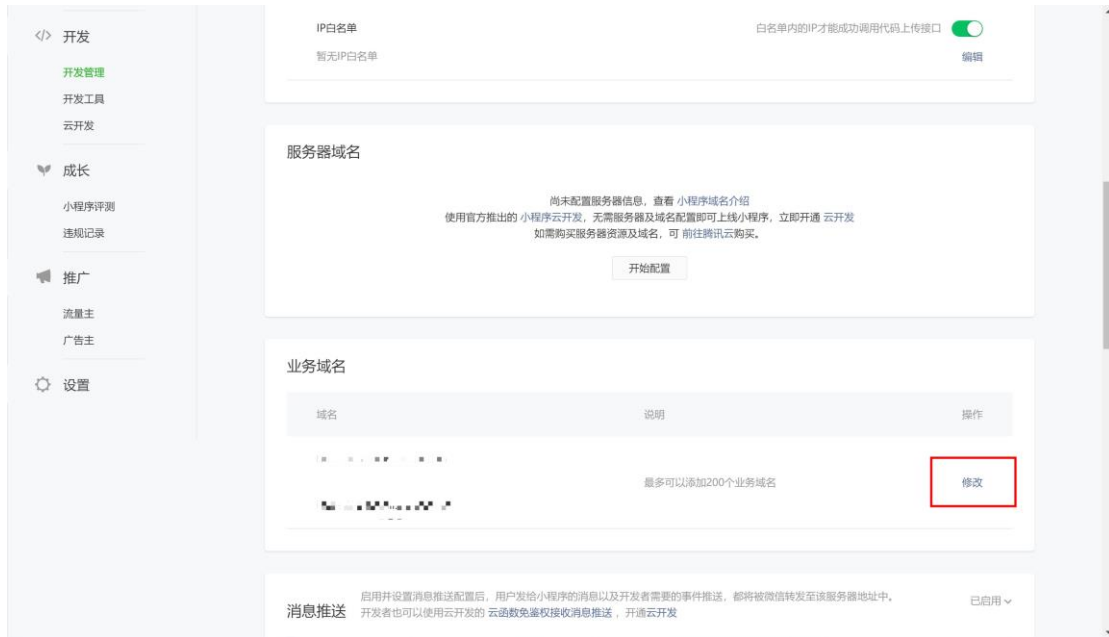 开发
开发管理
开发工具
云开发
成长
小程序评测
违规记录
推广
流量主
广告主
设置
IP白名单
白名单内的IP才能成功调用代码上传接口
暂无IP白名单
编辑
服务器域名
尚未配置服务器信息，查看 小程序域名介绍
使用官方推出的 小程序云开发，无需服务器及域名配置即可上线小程序，立即开通 云开发
如需购买服务器资源及域名，可 前往腾讯云购买。
开始配置
业务域名
域名 说明 操作
最多可以添加200个业务域名
修改
消息推送
启用并设置消息推送配置后，用户发给小程序的消息以及开发者需要的事件推送，都将被微信转发至该服务器地址中。
开发者也可以使用云开发的 云函数免鉴权接收消息推送 ，开通云开发
已启用